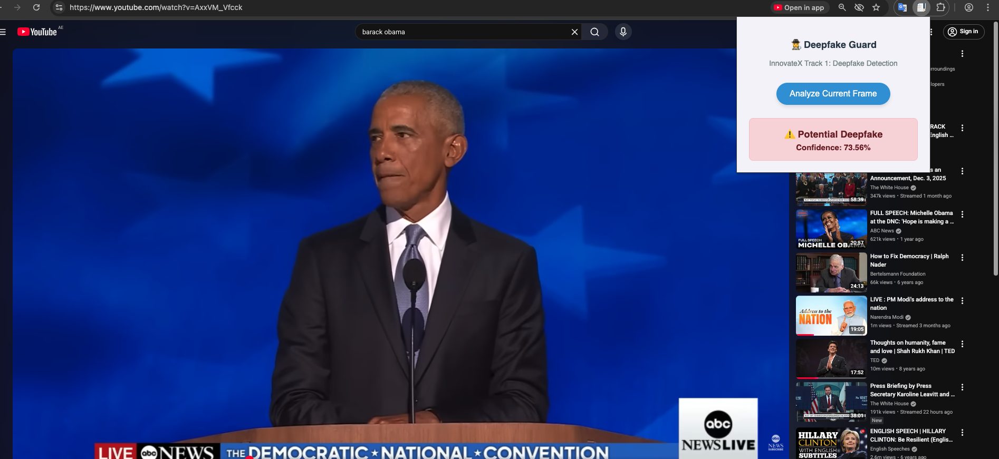 https://www.youtube.com/watch?v=AxxVM_Vfcck
Open in app
YouTube AE
barack obama
Sign in
Deepfake Guard
InnovateX Track 1: Deepfake Detection
Analyze Current Frame
⚠️ Potential Deepfake
Confidence: 73.56%
LIVE abc NEWS THE DEMOCRATIC ★ NATIONAL ★ CONVENTION
abc
NEWS LIVE
abc
NEWS
SUBSCRIBE
rroundings
lopers
RACK
English ...
s an
Announcement, Dec. 3, 2025
The White House
347k views • Streamed 1 month ago
58:39
FULL SPEECH: Michelle Obama
at the DNC: 'Hope is making a ...
ABC News
621k views • 1 year ago
FULL SPEECH
MICHELLE OBAMA
20:57
How to Fix Democracy | Ralph
Nader
Bertelsmann Foundation
66k views • 6 years ago
24:13
LIVE : PM Modi's address to the
nation
Narendra Modi
1m views • Streamed 3 months ago
Address to the
NATION
19:05
Thoughts on humanity, fame
and love | Shah Rukh Khan | TED
TED
10m views • 8 years ago
17:52
Press Briefing by Press
Secretary Karoline Leavitt and ...
The White House
191k views • Streamed 22 hours ago
New
38:01
ENGLISH SPEECH | HILLARY
CLINTON: Be Resilient (Englis...
English Speeches
2.6m views • 6 years ago
HILLARY
CLINTON
WITH ENGLISH
SUBTITLES